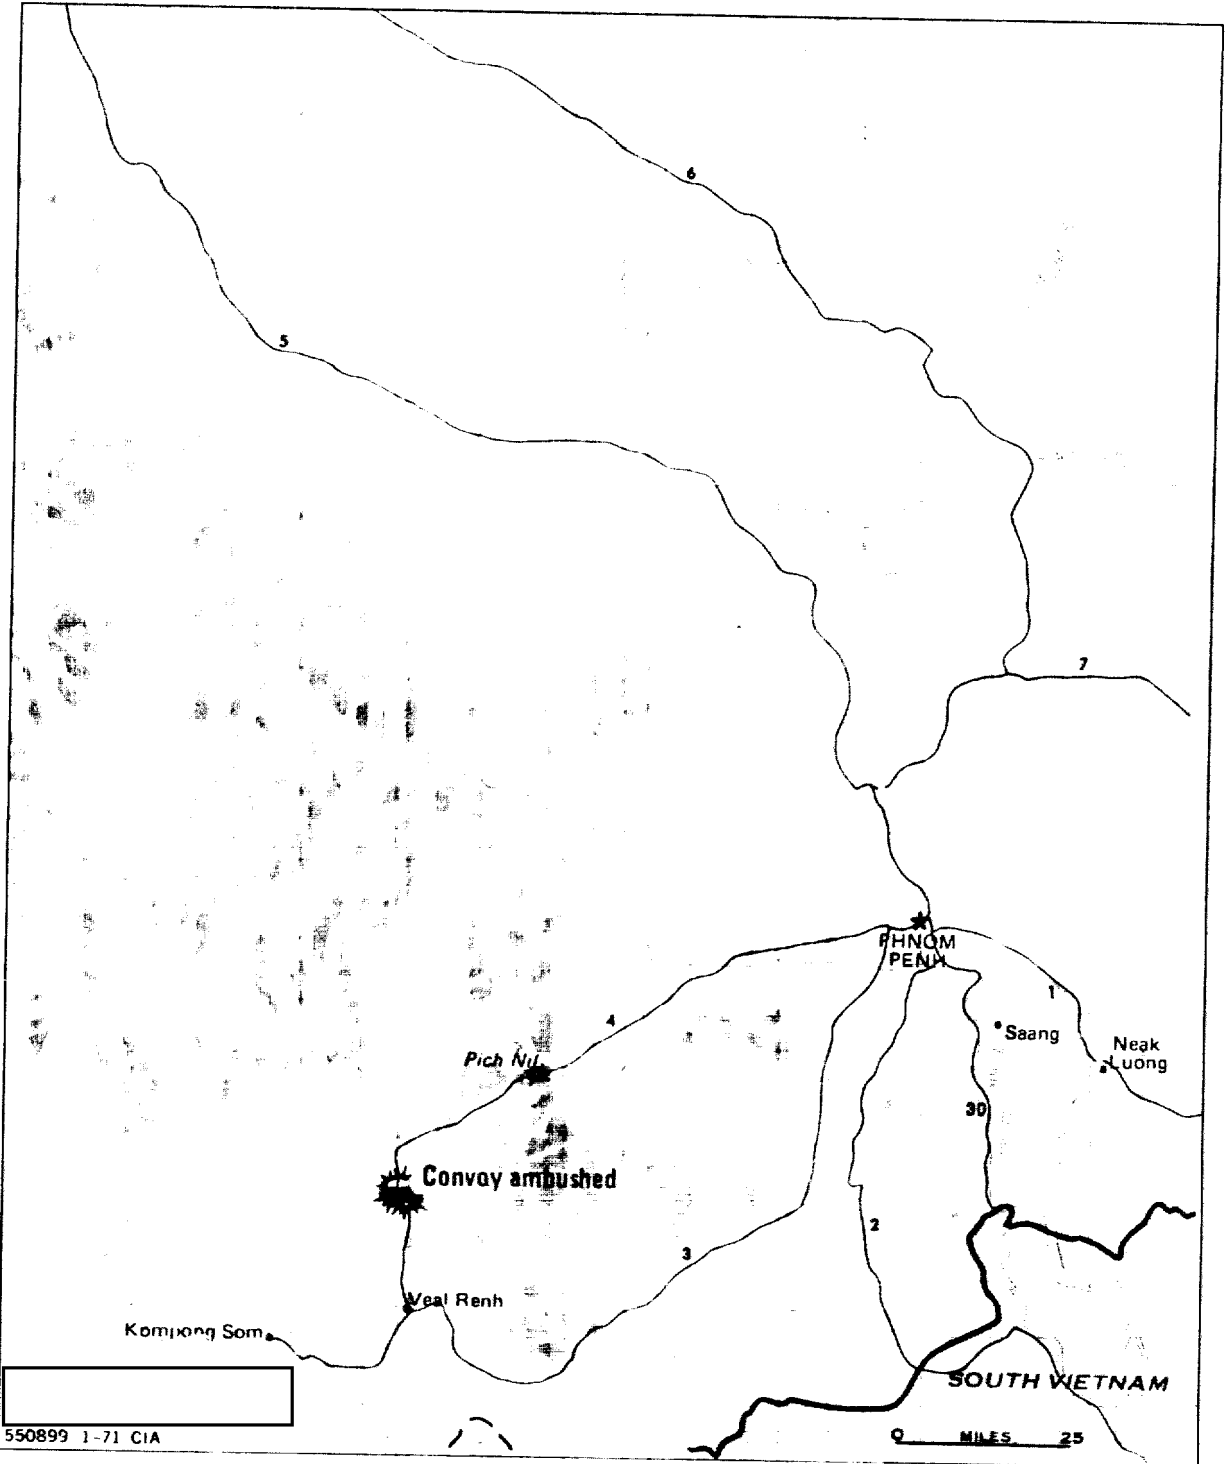 6
5
7
PHNOM
PENH
1
4
Saang
Neak
Luong
Pich Nil
30
Convoy ambushed
2
3
Veal Renh
Kompong Som
SOUTH VIETNAM
550899 1-71 CIA
0 MILES 25